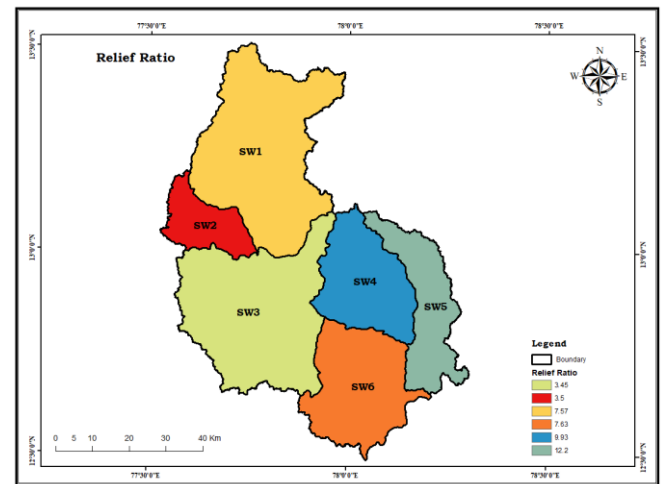 77°30'0"E 78°0'0"E 78°30'0"E
13°30'0"N
13°30'0"N
Relief Ratio
N
W E
S
SW1
SW2
13°0'0"N
13°0'0"N
SW4
SW5
SW3
SW6
Legend
Boundary
Relief Ratio
3.45
3.5
7.57
7.63
9.93
12.2
0 5 10 20 30 40 Km
12°30'0"N
12°30'0"N
77°30'0"E 78°0'0"E 78°30'0"E